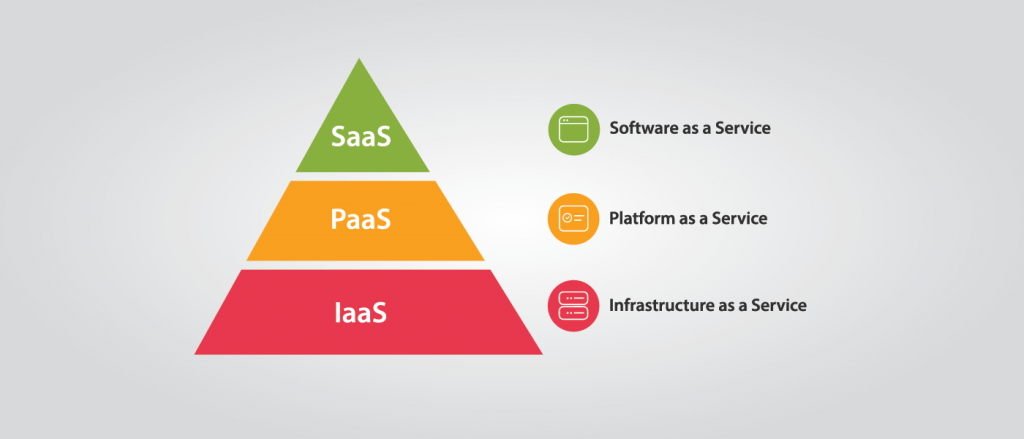 SaaS
Software as a Service
PaaS
Platform as a Service
IaaS
Infrastructure as a Service